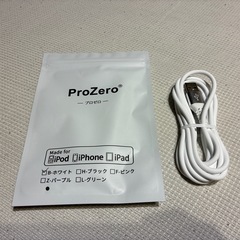 ProZero®
— プロゼロ —
Made for
iPod iPhone iPad
☑B-ホワイト □H-ブラック □F-ピンク
□Z-パープル □L-グリーン